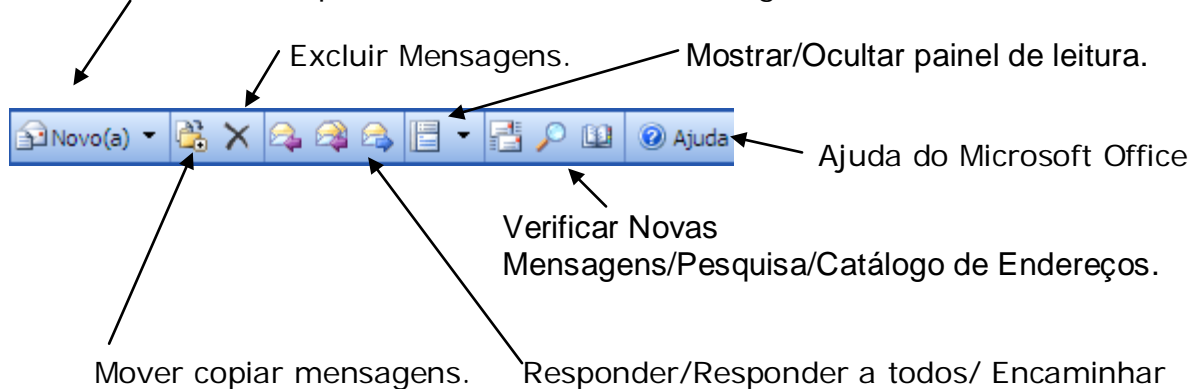 Excluir Mensagens.
Mostrar/Ocultar painel de leitura.
Novo(a)
Ajuda
Ajuda do Microsoft Office
Verificar Novas
Mensagens/Pesquisa/Catálogo de Endereços.
Mover copiar mensagens.
Responder/Responder a todos/ Encaminhar